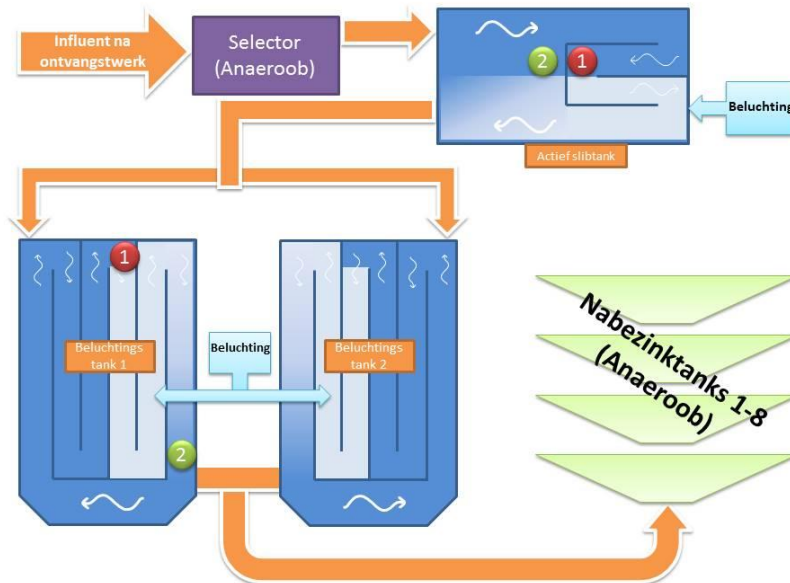 Influent na
ontvangstwerk
Selector
(Anaeroob)
2
1
Beluchting
Actief slibtank
1
Beluchtings
tank 1
Beluchting
Beluchtings
tank 2
2
Nabezinktanks 1-8
(Anaeroob)